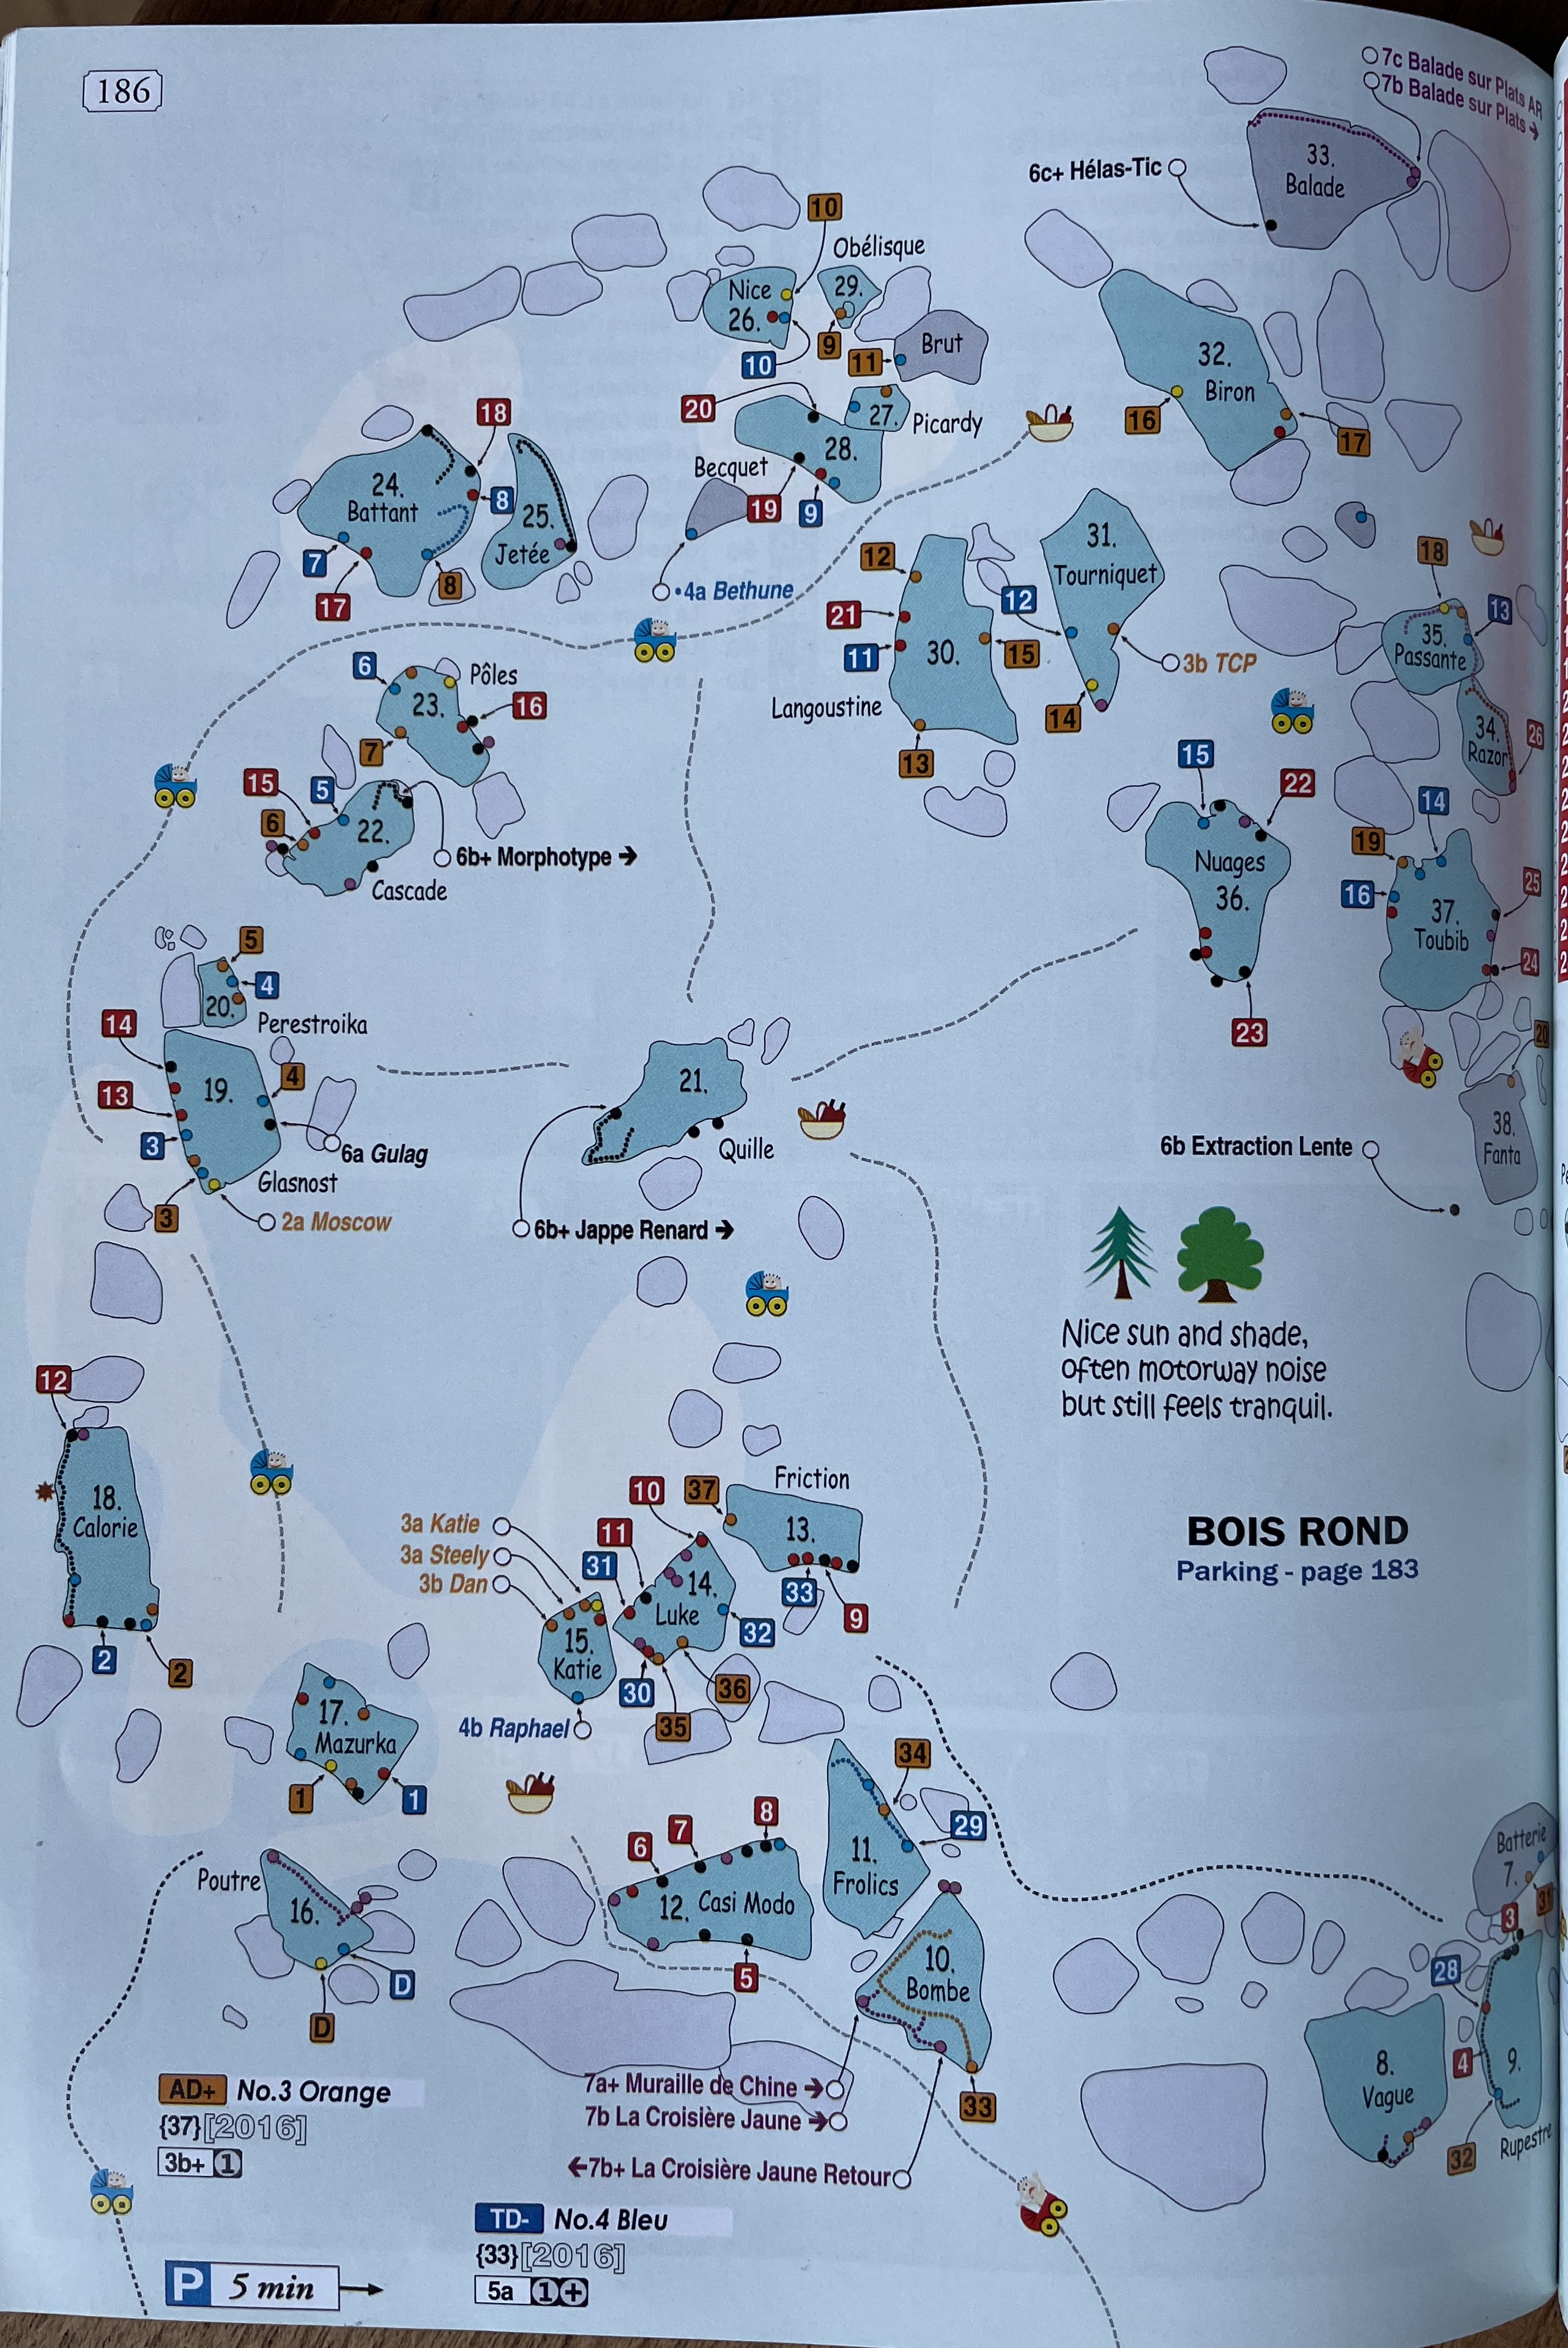 186
7c Balade sur Plats AR
7b Balade sur Plats →
6c+ Hélas-Tic
33.
Balade
10
Obélisque
Nice
26.
29.
9
10
11
Brut
32.
Biron
16
17
20
27.
Picardy
28.
Becquet
19
9
18
24.
Battant
8
25.
Jetée
7
17
8
•4a Bethune
12
21
11
30.
15
Langoustine
13
31.
Tourniquet
12
3b TCP
14
18
13
35.
Passante
34.
Razor
26
6
Pôles
23.
16
7
15
5
6
22.
6b+ Morphotype →
Cascade
15
22
Nuages
36.
23
14
19
16
37.
Toubib
25
24
20
5
4
20.
Perestroika
14
13
19.
4
3
6a Gulag
Glasnost
3
2a Moscow
21.
Quille
6b+ Jappe Renard →
6b Extraction Lente
38.
Fanta
Nice sun and shade,
often motorway noise
but still feels tranquil.
BOIS ROND
Parking - page 183
12
18.
Calorie
2
2
3a Katie
3a Steely
3b Dan
10
37
Friction
13.
11
31
14.
Luke
33
9
32
15.
Katie
30
36
35
4b Raphael
17.
Mazurka
1
1
34
29
11.
Frolics
6
7
8
12. Casi Modo
5
Poutre
16.
D
D
10.
Bombe
33
7a+ Muraille de Chine →
7b La Croisière Jaune →
←7b+ La Croisière Jaune Retour
Batterie
7.
31
3
28
8.
Vague
4
9.
32
Rupestre
AD+ No.3 Orange
{37}[2016]
3b+ 1
TD- No.4 Bleu
{33}[2016]
5a 1 +
P 5 min